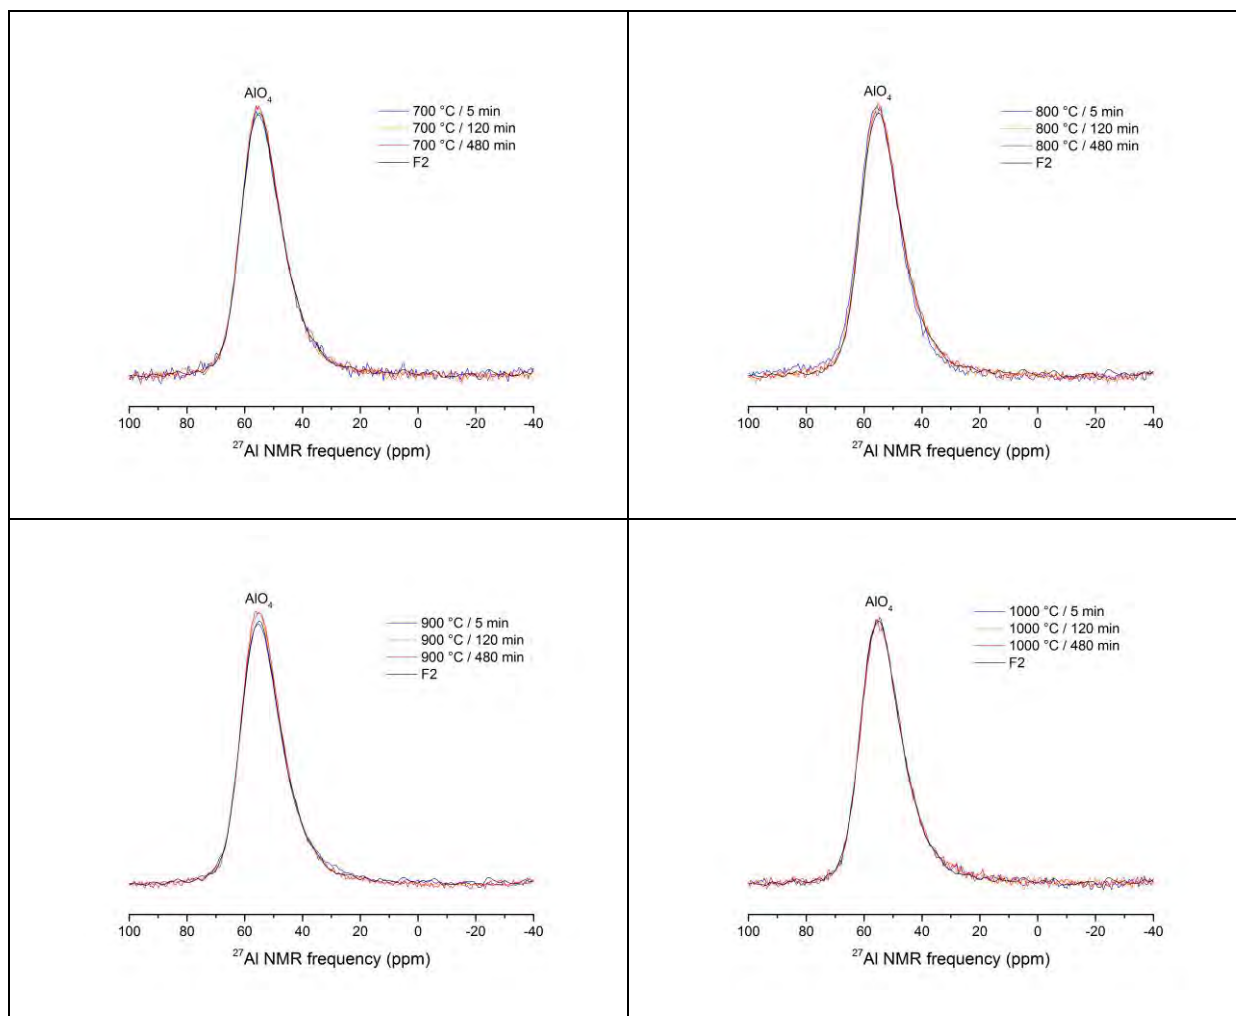 AlO₄
700 °C / 5 min
700 °C / 120 min
700 °C / 480 min
F2
100 80 60 40 20 0 -20 -40
²⁷Al NMR frequency (ppm)
AlO₄
800 °C / 5 min
800 °C / 120 min
800 °C / 480 min
F2
100 80 60 40 20 0 -20 -40
²⁷Al NMR frequency (ppm)
AlO₄
900 °C / 5 min
900 °C / 120 min
900 °C / 480 min
F2
100 80 60 40 20 0 -20 -40
²⁷Al NMR frequency (ppm)
AlO₄
1000 °C / 5 min
1000 °C / 120 min
1000 °C / 480 min
F2
100 80 60 40 20 0 -20 -40
²⁷Al NMR frequency (ppm)